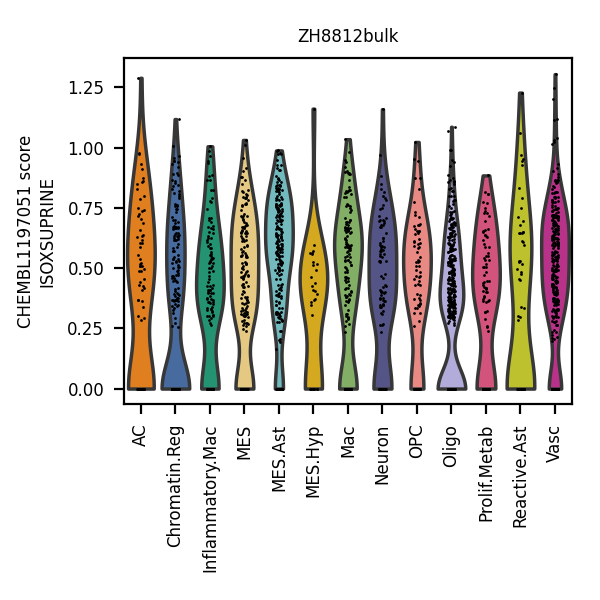 ZH8812bulk
CHEMBL1197051 score
ISOXSUPRINE
1.25
1.00
0.75
0.50
0.25
0.00
AC
Chromatin.Reg
Inflammatory.Mac
MES
MES.Ast
MES.Hyp
Mac
Neuron
OPC
Oligo
Prolif.Metab
Reactive.Ast
Vasc